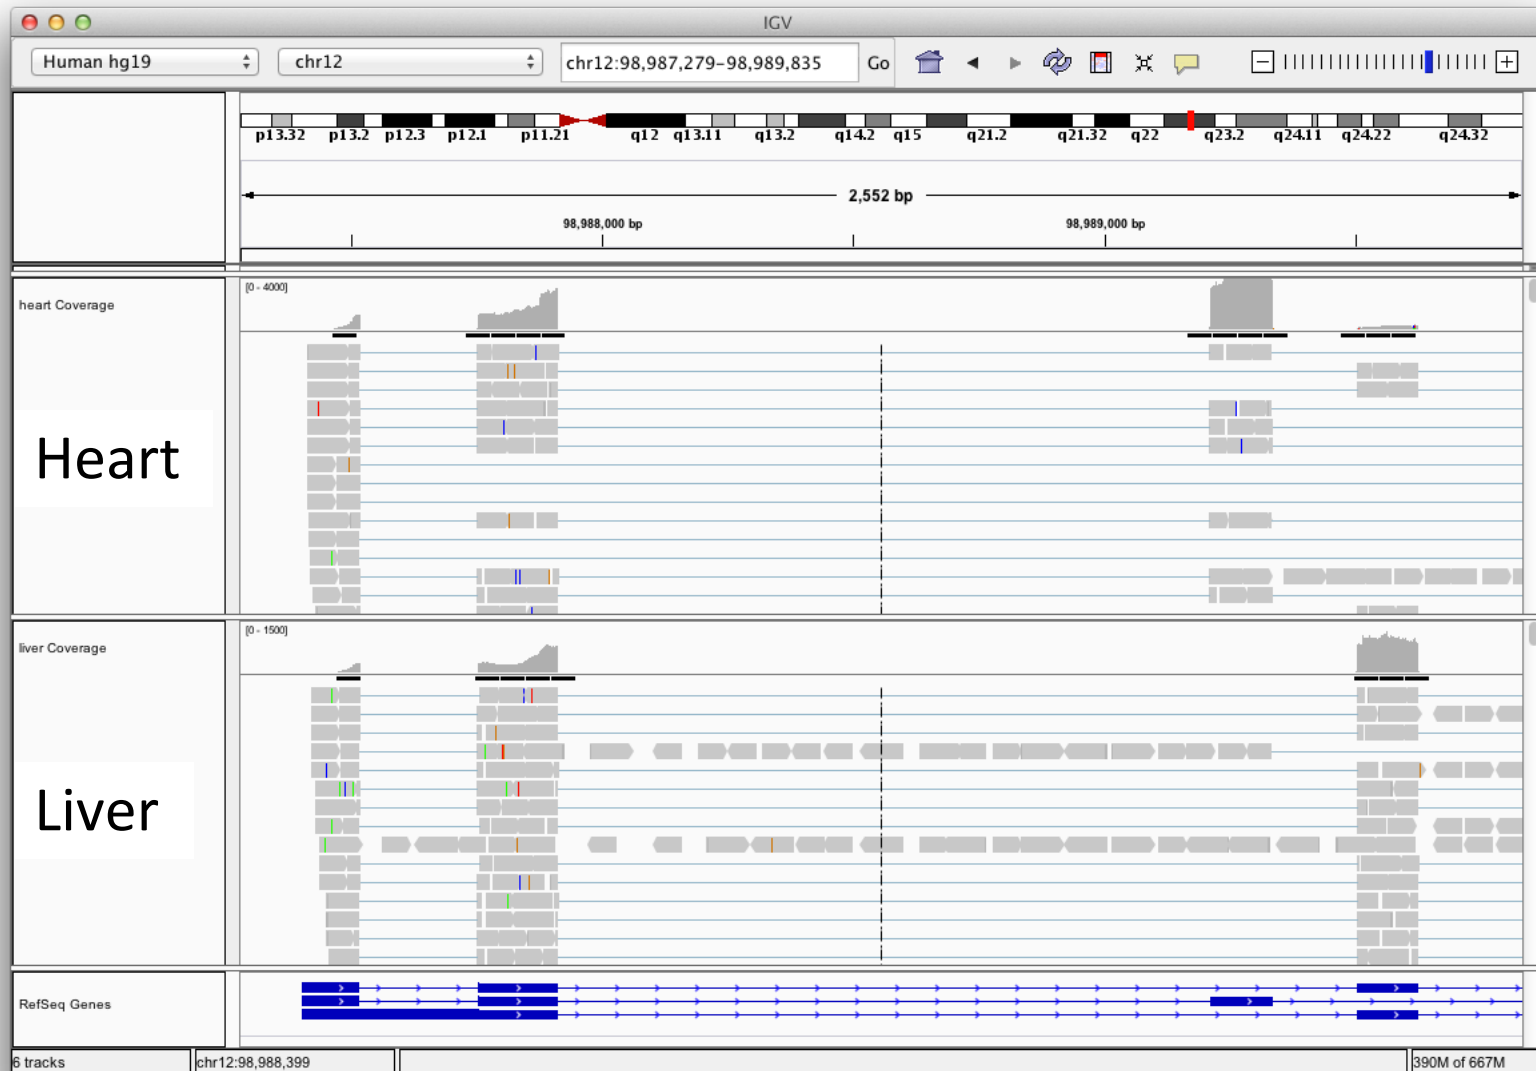 IGV
Human hg19 chr12 chr12:98,987,279-98,989,835 Go
p13.32 p13.2 p12.3 p12.1 p11.21 q12 q13.11 q13.2 q14.2 q15 q21.2 q21.32 q22 q23.2 q24.11 q24.22 q24.32
2,552 bp
98,988,000 bp 98,989,000 bp
[0 - 4000]
heart Coverage
Heart
[0 - 1500]
liver Coverage
Liver
RefSeq Genes
6 tracks chr12:98,988,399 390M of 667M